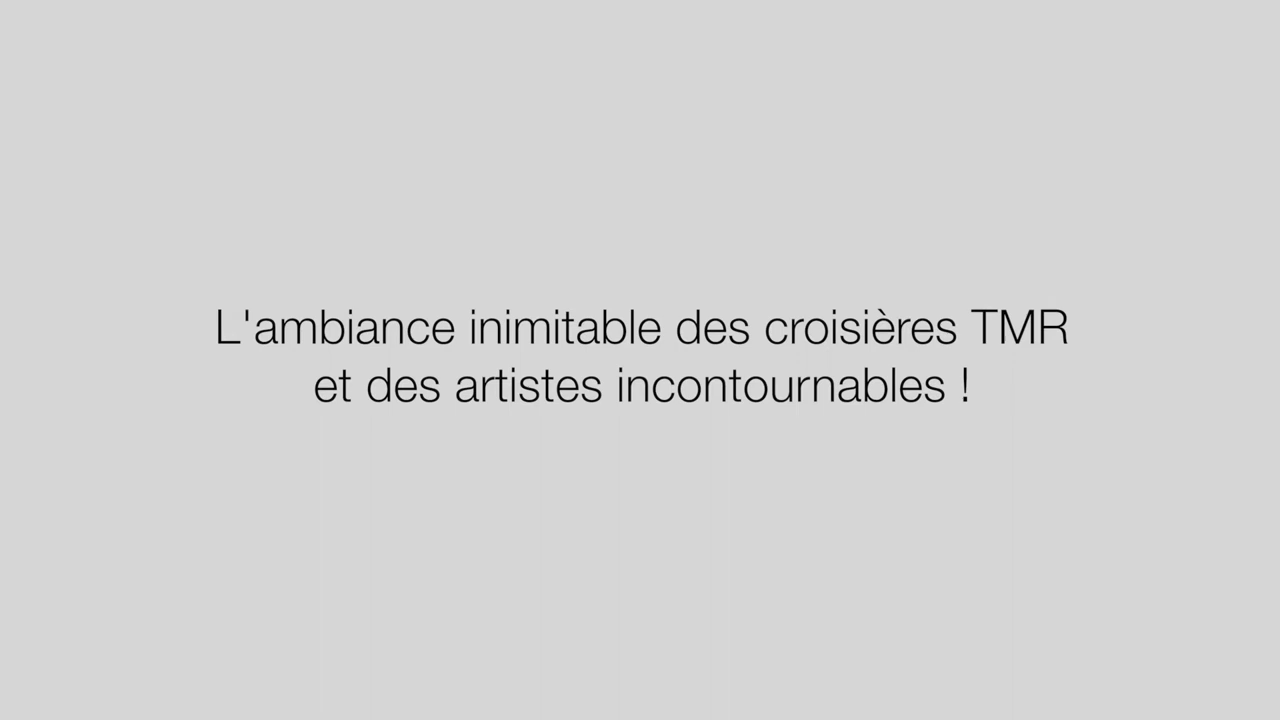 L'ambiance inimitable des croisières TMR
et des artistes incontournables !